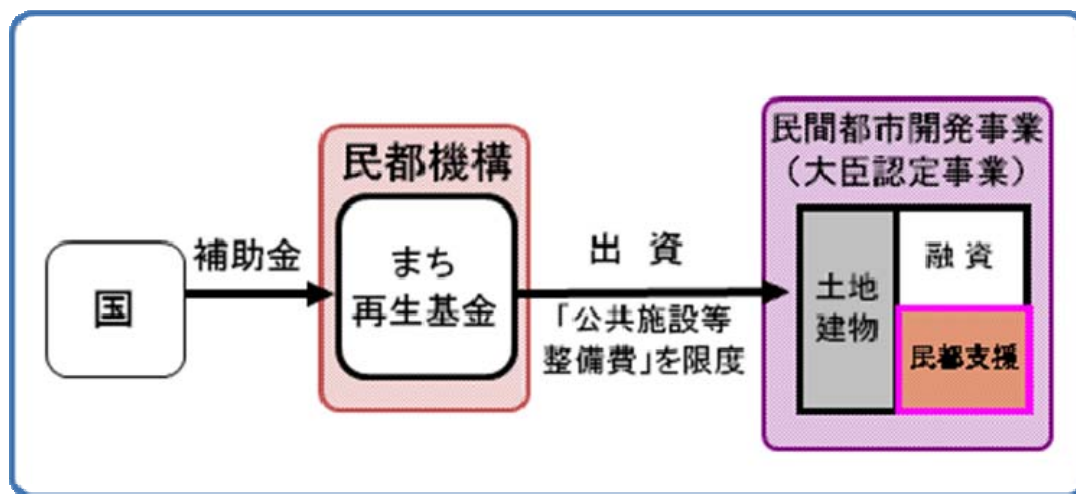 国
補助金
民都機構
まち
再生基金
出 資
「公共施設等
整備費」を限度
民間都市開発事業
（大臣認定事業）
土地
建物
融 資
民都支援